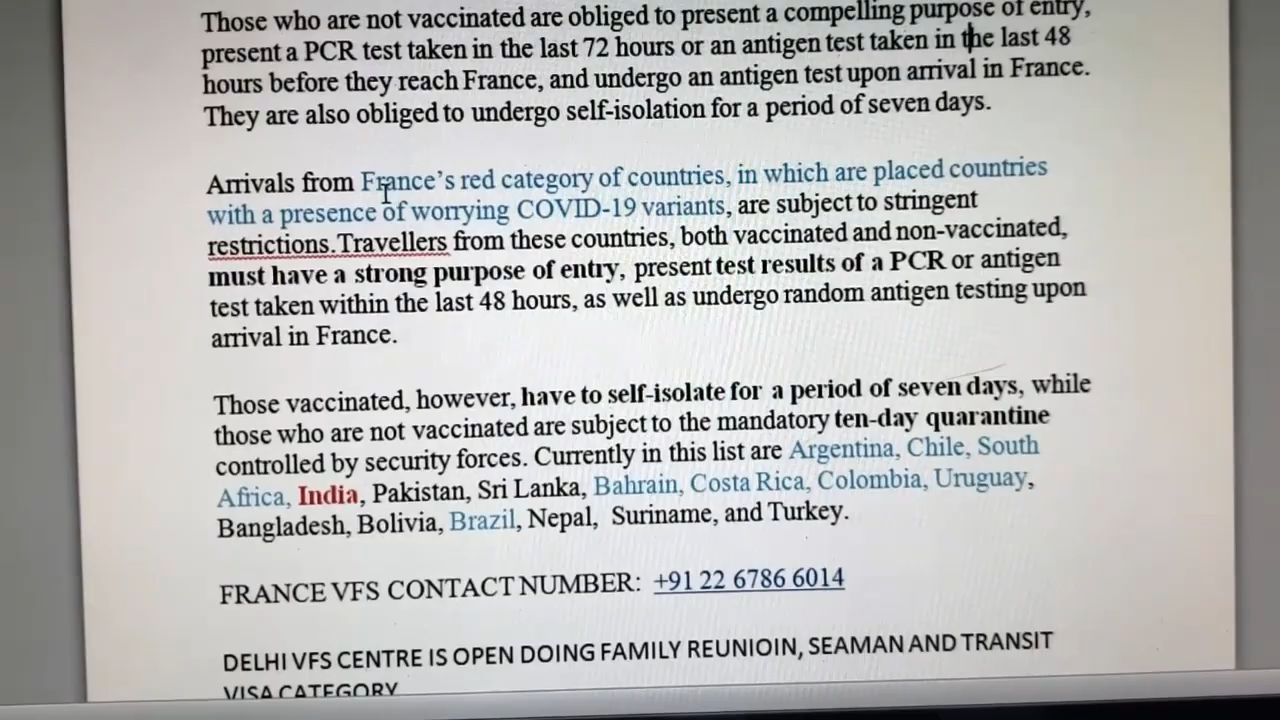 Those who are not vaccinated are obliged to present a compelling purpose of entry,
present a PCR test taken in the last 72 hours or an antigen test taken in the last 48
hours before they reach France, and undergo an antigen test upon arrival in France.
They are also obliged to undergo self-isolation for a period of seven days.
Arrivals from France's red category of countries, in which are placed countries
with a presence of worrying COVID-19 variants, are subject to stringent
restrictions.Travellers from these countries, both vaccinated and non-vaccinated,
must have a strong purpose of entry, present test results of a PCR or antigen
test taken within the last 48 hours, as well as undergo random antigen testing upon
arrival in France.
Those vaccinated, however, have to self-isolate for a period of seven days, while
those who are not vaccinated are subject to the mandatory ten-day quarantine
controlled by security forces. Currently in this list are Argentina, Chile, South
Africa, India, Pakistan, Sri Lanka, Bahrain, Costa Rica, Colombia, Uruguay,
Bangladesh, Bolivia, Brazil, Nepal, Suriname, and Turkey.
FRANCE VFS CONTACT NUMBER: +91 22 6786 6014
DELHI VFS CENTRE IS OPEN DOING FAMILY REUNIOIN, SEAMAN AND TRANSIT
VISA CATEGORY